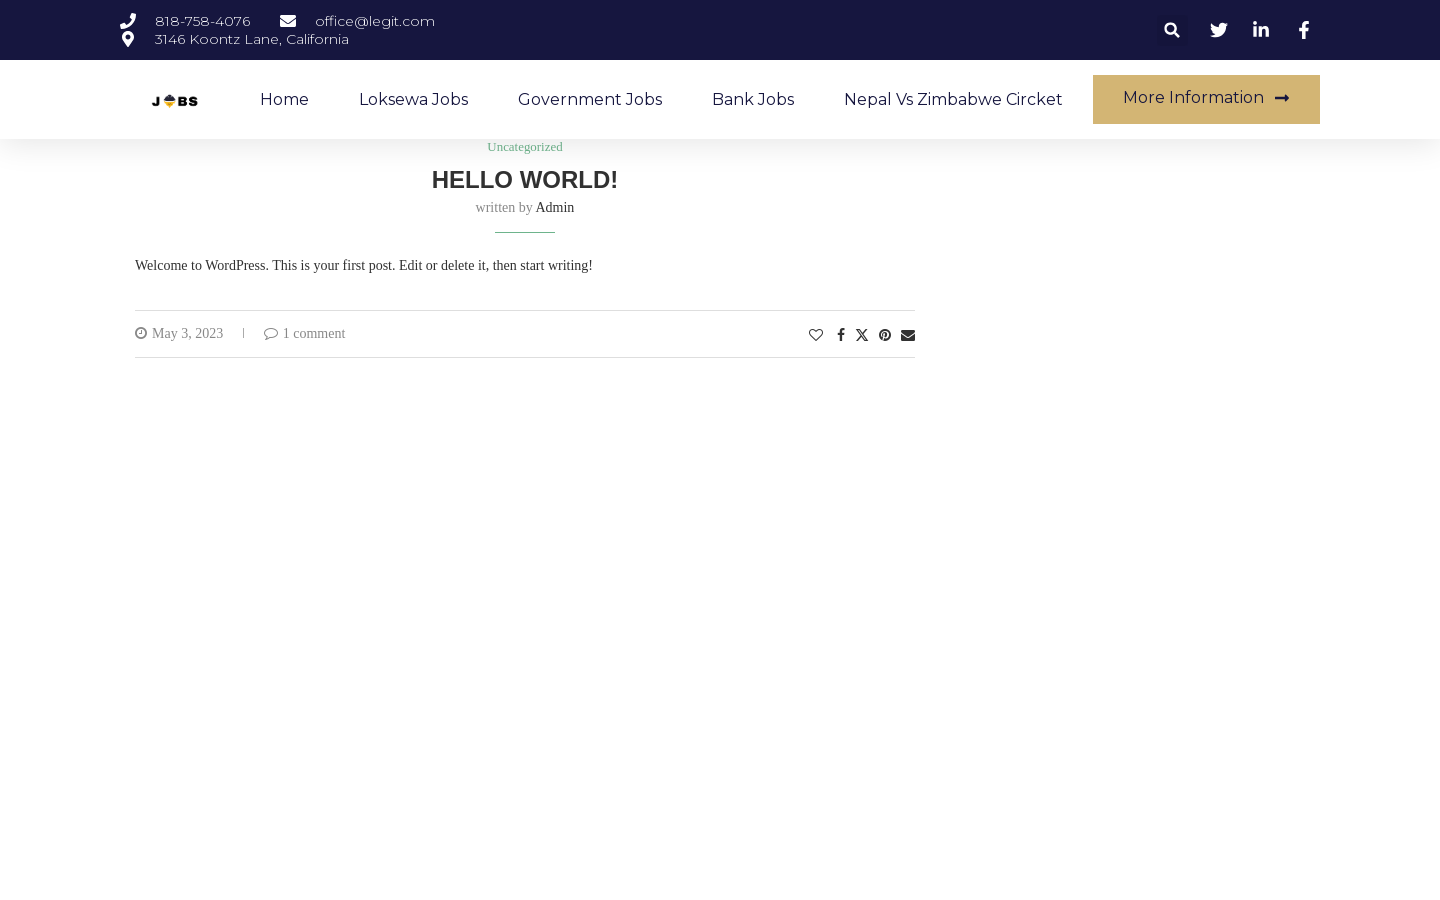 818-758-4076
office@legit.com
3146 Koontz Lane, California
JOBS
Home
Loksewa Jobs
Government Jobs
Bank Jobs
Nepal Vs Zimbabwe Circket
More Information
Uncategorized
HELLO WORLD!
written by Admin
Welcome to WordPress. This is your first post. Edit or delete it, then start writing!
May 3, 2023
1 comment